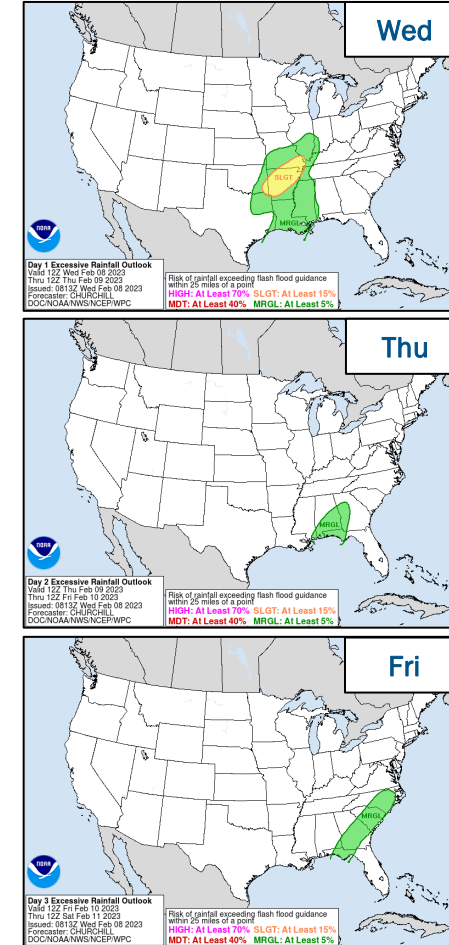 Wed
SLGT
MRGL
NOAA
Day 1 Excessive Rainfall Outlook
Valid 12Z Wed Feb 08 2023
Thru 12Z Thu Feb 09 2023
Issued: 0813Z Wed Feb 08 2023
Forecaster: CHURCHILL
DOC/NOAA/NWS/NCEP/WPC
Risk of rainfall exceeding flash flood guidance
within 25 miles of a point
HIGH: At Least 70% SLGT: At Least 15%
MDT: At Least 40% MRGL: At Least 5%
Thu
MRGL
NOAA
Day 2 Excessive Rainfall Outlook
Valid 12Z Thu Feb 09 2023
Thru 12Z Fri Feb 10 2023
Issued: 0813Z Wed Feb 08 2023
Forecaster: CHURCHILL
DOC/NOAA/NWS/NCEP/WPC
Risk of rainfall exceeding flash flood guidance
within 25 miles of a point
HIGH: At Least 70% SLGT: At Least 15%
MDT: At Least 40% MRGL: At Least 5%
Fri
MRGL
NOAA
Day 3 Excessive Rainfall Outlook
Valid 12Z Fri Feb 10 2023
Thru 12Z Sat Feb 11 2023
Issued: 0813Z Wed Feb 08 2023
Forecaster: CHURCHILL
DOC/NOAA/NWS/NCEP/WPC
Risk of rainfall exceeding flash flood guidance
within 25 miles of a point
HIGH: At Least 70% SLGT: At Least 15%
MDT: At Least 40% MRGL: At Least 5%